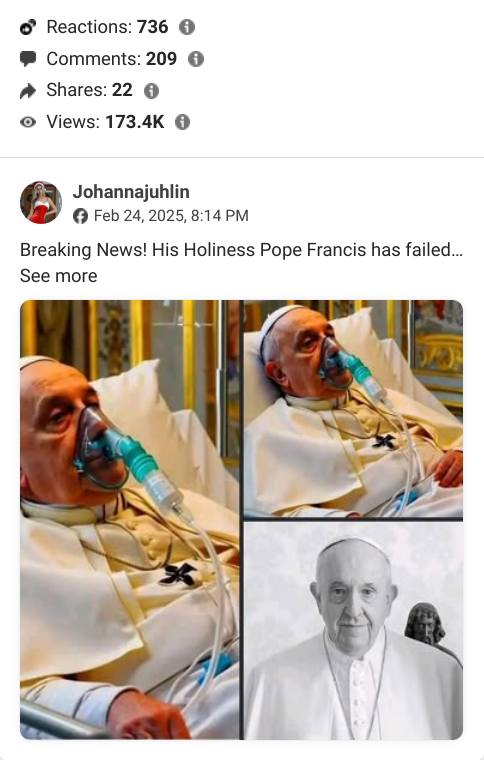 Reactions: 736
Comments: 209
Shares: 22
Views: 173.4K
Johannajuhlin
Feb 24, 2025, 8:14 PM
Breaking News! His Holiness Pope Francis has failed...
See more